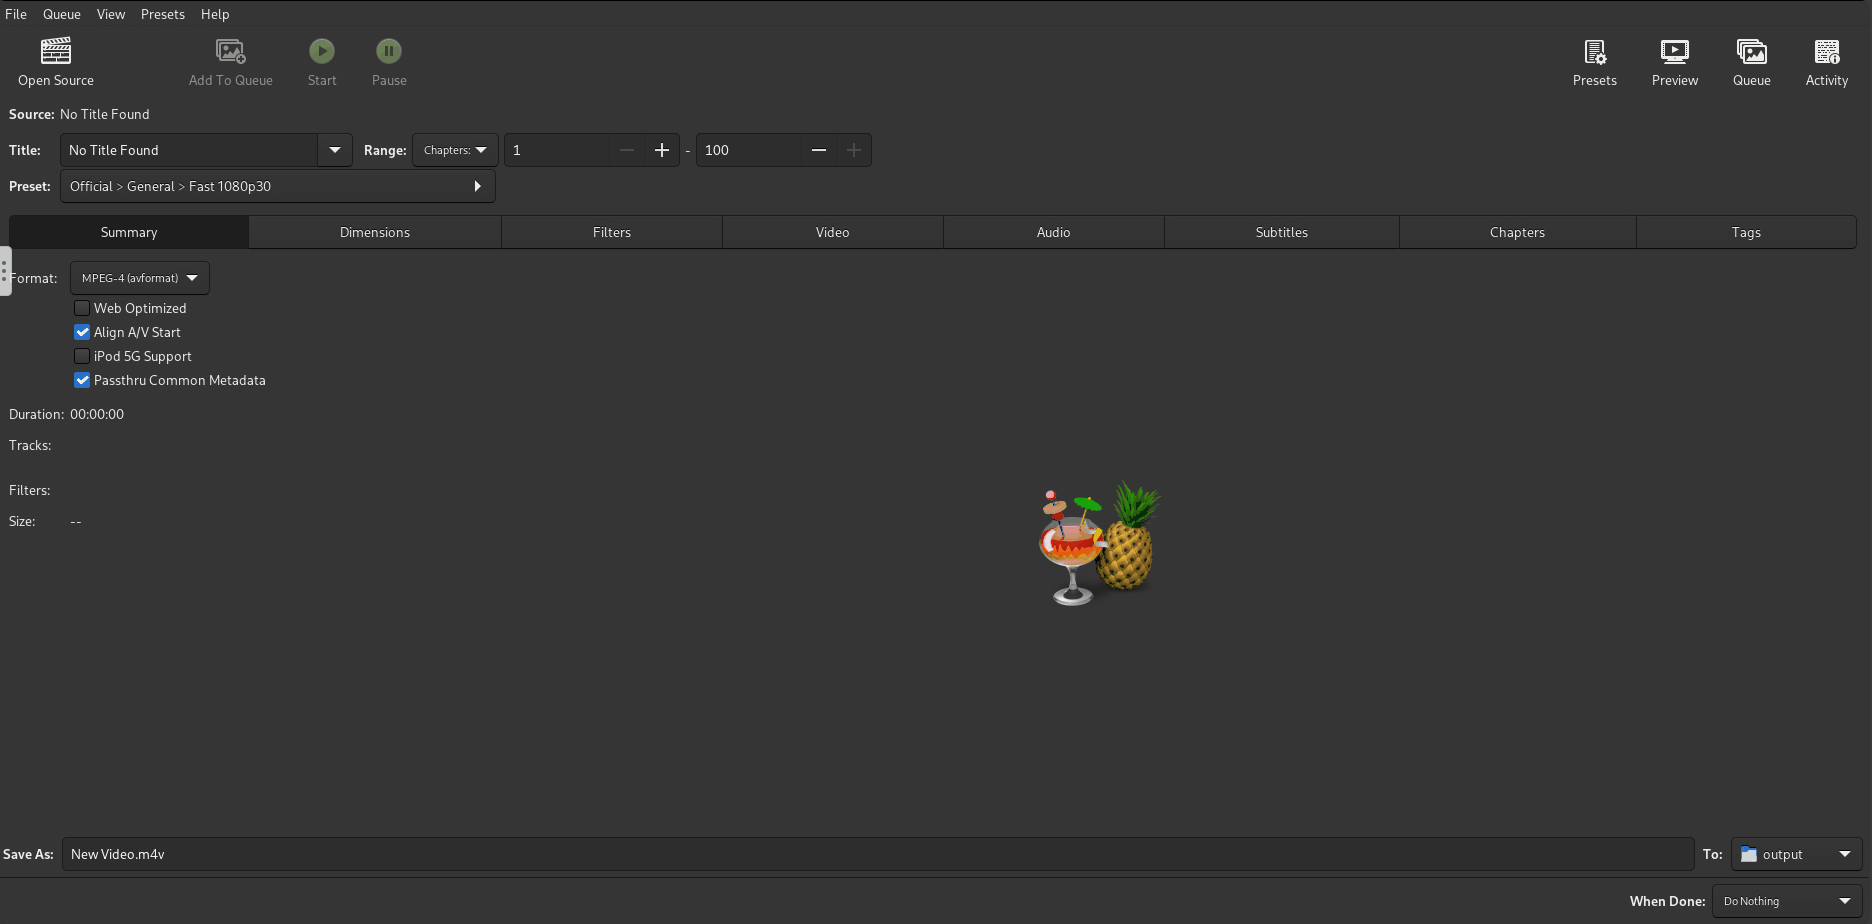 File Queue View Presets Help
Open Source Add To Queue Start Pause Presets Preview Queue Activity
Source: No Title Found
Title: No Title Found Range: Chapters: 1 - 100
Preset: Official > General > Fast 1080p30
Summary Dimensions Filters Video Audio Subtitles Chapters Tags
Format: MPEG-4 (avformat)
Web Optimized
Align A/V Start
iPod 5G Support
Passthru Common Metadata
Duration: 00:00:00
Tracks:
Filters:
Size: --
Save As: New Video.m4v To: output
When Done: Do Nothing